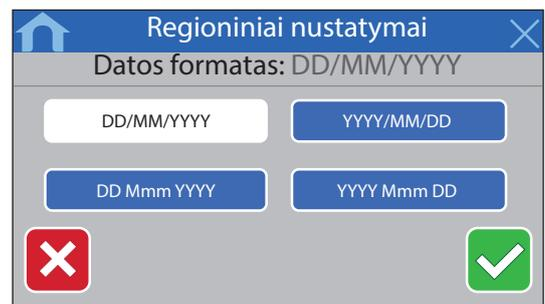 Regioniniai nustatymai
Datos formatas: DD/MM/YYYY
DD/MM/YYYY YYYY/MM/DD
DD Mmm YYYY YYYY Mmm DD